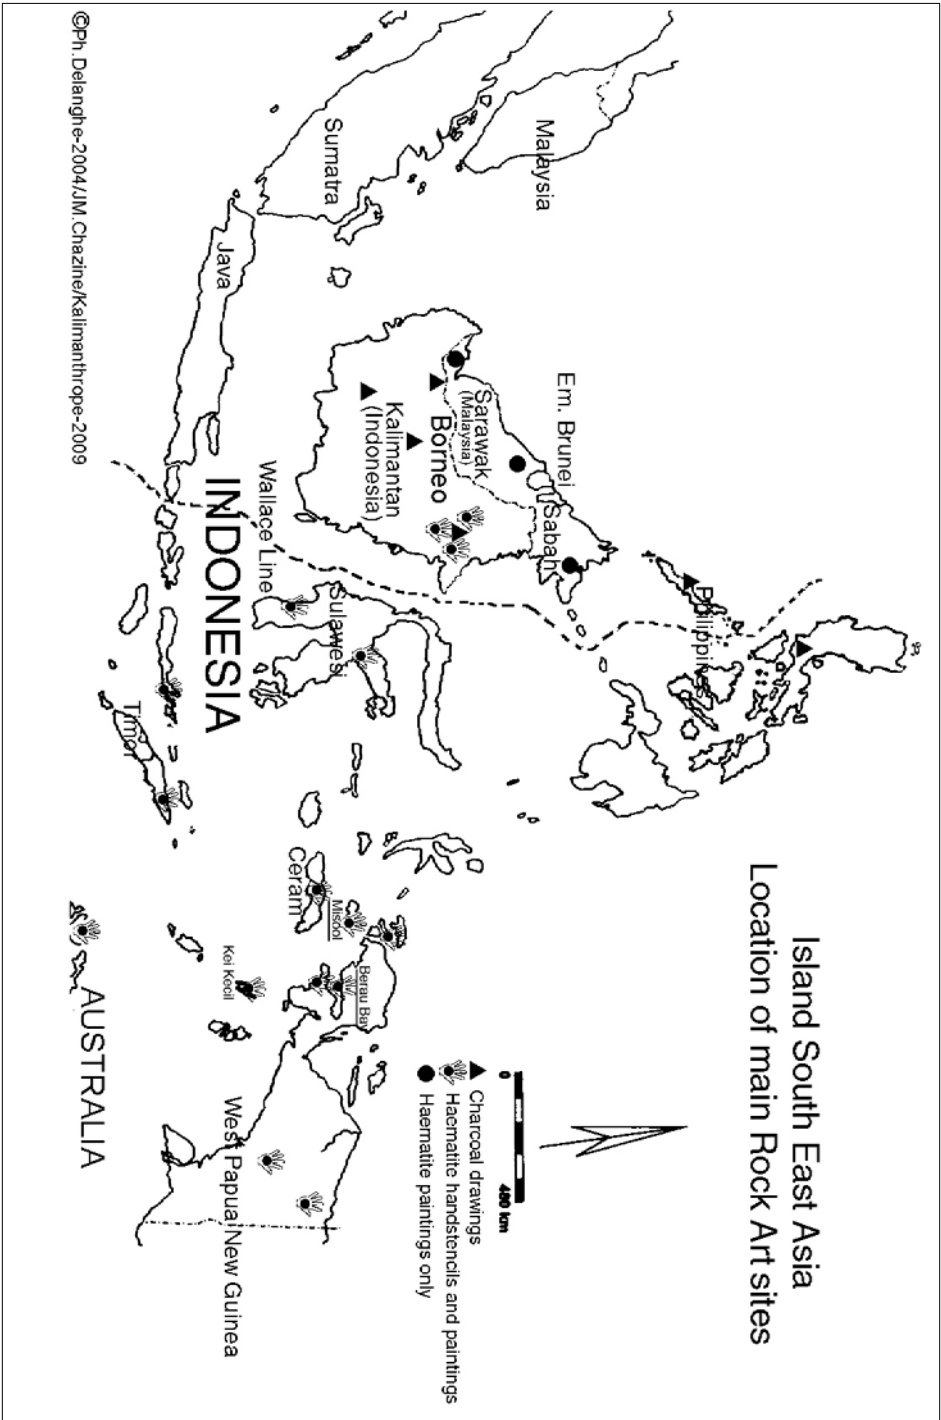 Island South East Asia
Location of main Rock Art sites
0
480 km
Charcoal drawings
Haematite handstencils and paintings
Haematite paintings only
Malaysia
Sumatra
Java
Em. Brunei
Sabah
Sarawak
(Malaysia)
Borneo
Kalimantan
(Indonesia)
Philippines
Wallace Line
Sulawesi
INDONESIA
Timor
Ceram
Misool
Berau Bay
Kei Kecil
West Papua New Guinea
AUSTRALIA
©Ph.Delanghe-2004/JM.Chazine/Kalimanthrope-2009